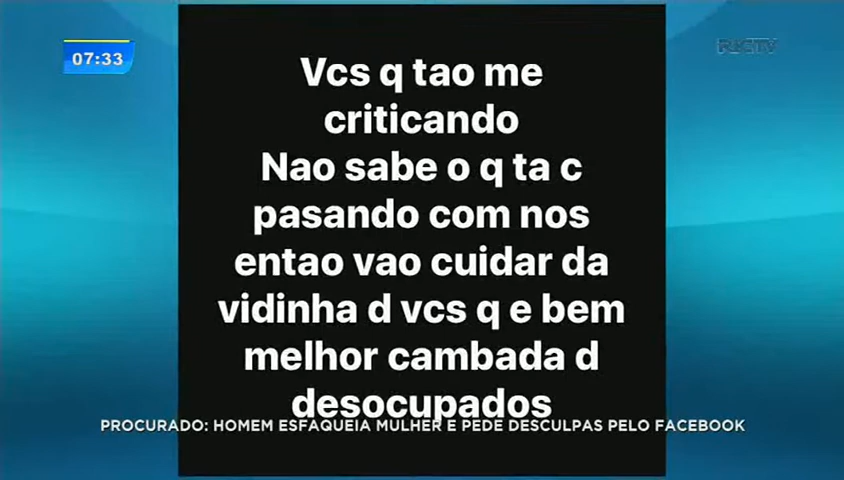 07:33
RICTV
Vcs q tao me
criticando
Nao sabe o q ta c
pasando com nos
entao vao cuidar da
vidinha d vcs q e bem
melhor cambada d
desocupados
PROCURADO: HOMEM ESFAQUEIA MULHER E PEDE DESCULPAS PELO FACEBOOK